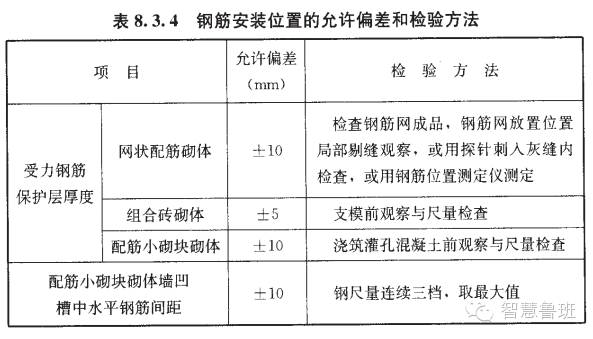 表 8.3.4 钢筋安装位置的允许偏差和检验方法
项 目
允许偏差
(mm)
检 验 方 法
受力钢筋
保护层厚度
网状配筋砌体
±10
检查钢筋网成品，钢筋网放置位置
局部剔缝观察，或用探针刺入灰缝内
检查，或用钢筋位置测定仪测定
组合砖砌体
±5
支模前观察与尺量检查
配筋小砌块砌体
±10
浇筑灌孔混凝土前观察与尺量检查
配筋小砌块砌体墙凹
槽中水平钢筋间距
±10
钢尺量连续三档，取最大值
智慧鲁班